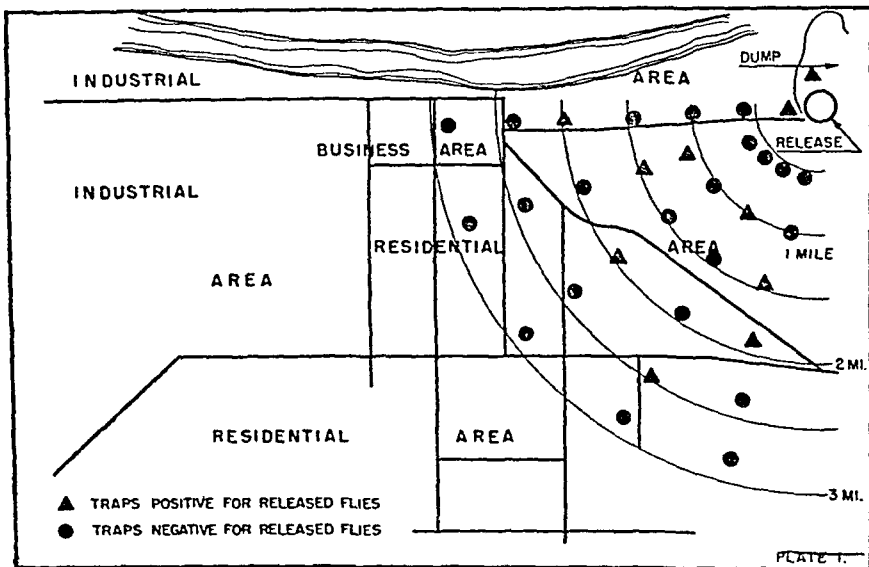 DUMP
INDUSTRIAL AREA
RELEASE
BUSINESS AREA
INDUSTRIAL
RESIDENTIAL AREA
1 MILE
AREA
2 MI.
RESIDENTIAL AREA
3 MI.
TRAPS POSITIVE FOR RELEASED FLIES
TRAPS NEGATIVE FOR RELEASED FLIES
PLATE 1.